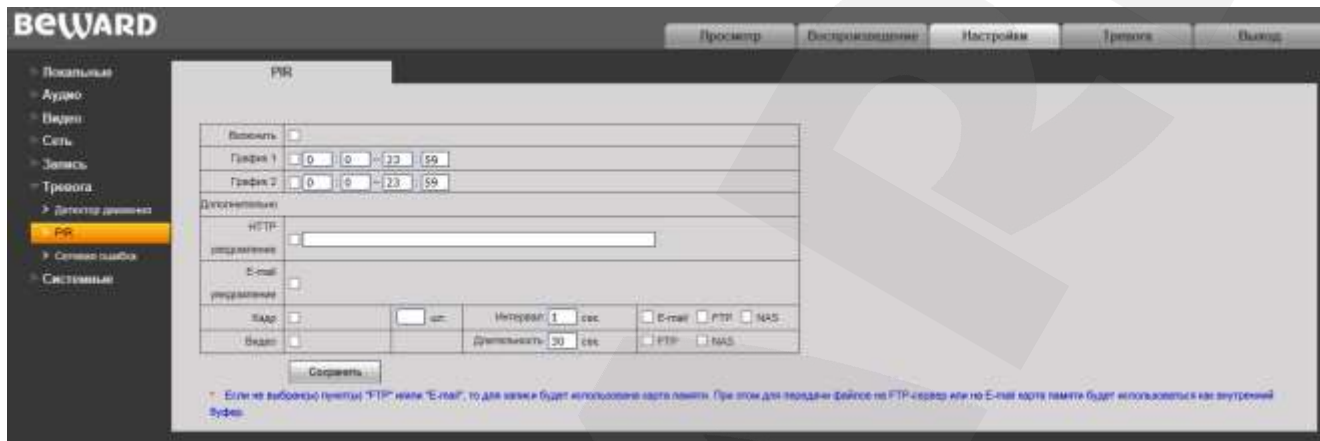 BEWARD
Просмотр Воспроизведение Настройки Тревога Выход
Локальные
Аудио
Видео
Сеть
Запись
Тревога
Детектор движения
PIR
Сетевая ошибка
Системные
PIR
Включить
График 1 0 : 0 - 23 : 59
График 2 0 : 0 - 23 : 59
Дополнительно
HTTP
уведомление
E-mail
уведомление
Кадр шт. Интервал 1 сек. E-mail FTP NAS
Видео Длительность 30 сек. FTP NAS
Сохранить
* Если не выбран(ы) пункт(ы) "FTP" и/или "E-mail", то для записи будет использована карта памяти. При этом для передачи файлов на FTP-сервер или на E-mail карта памяти будет использоваться как внутренний
буфер.